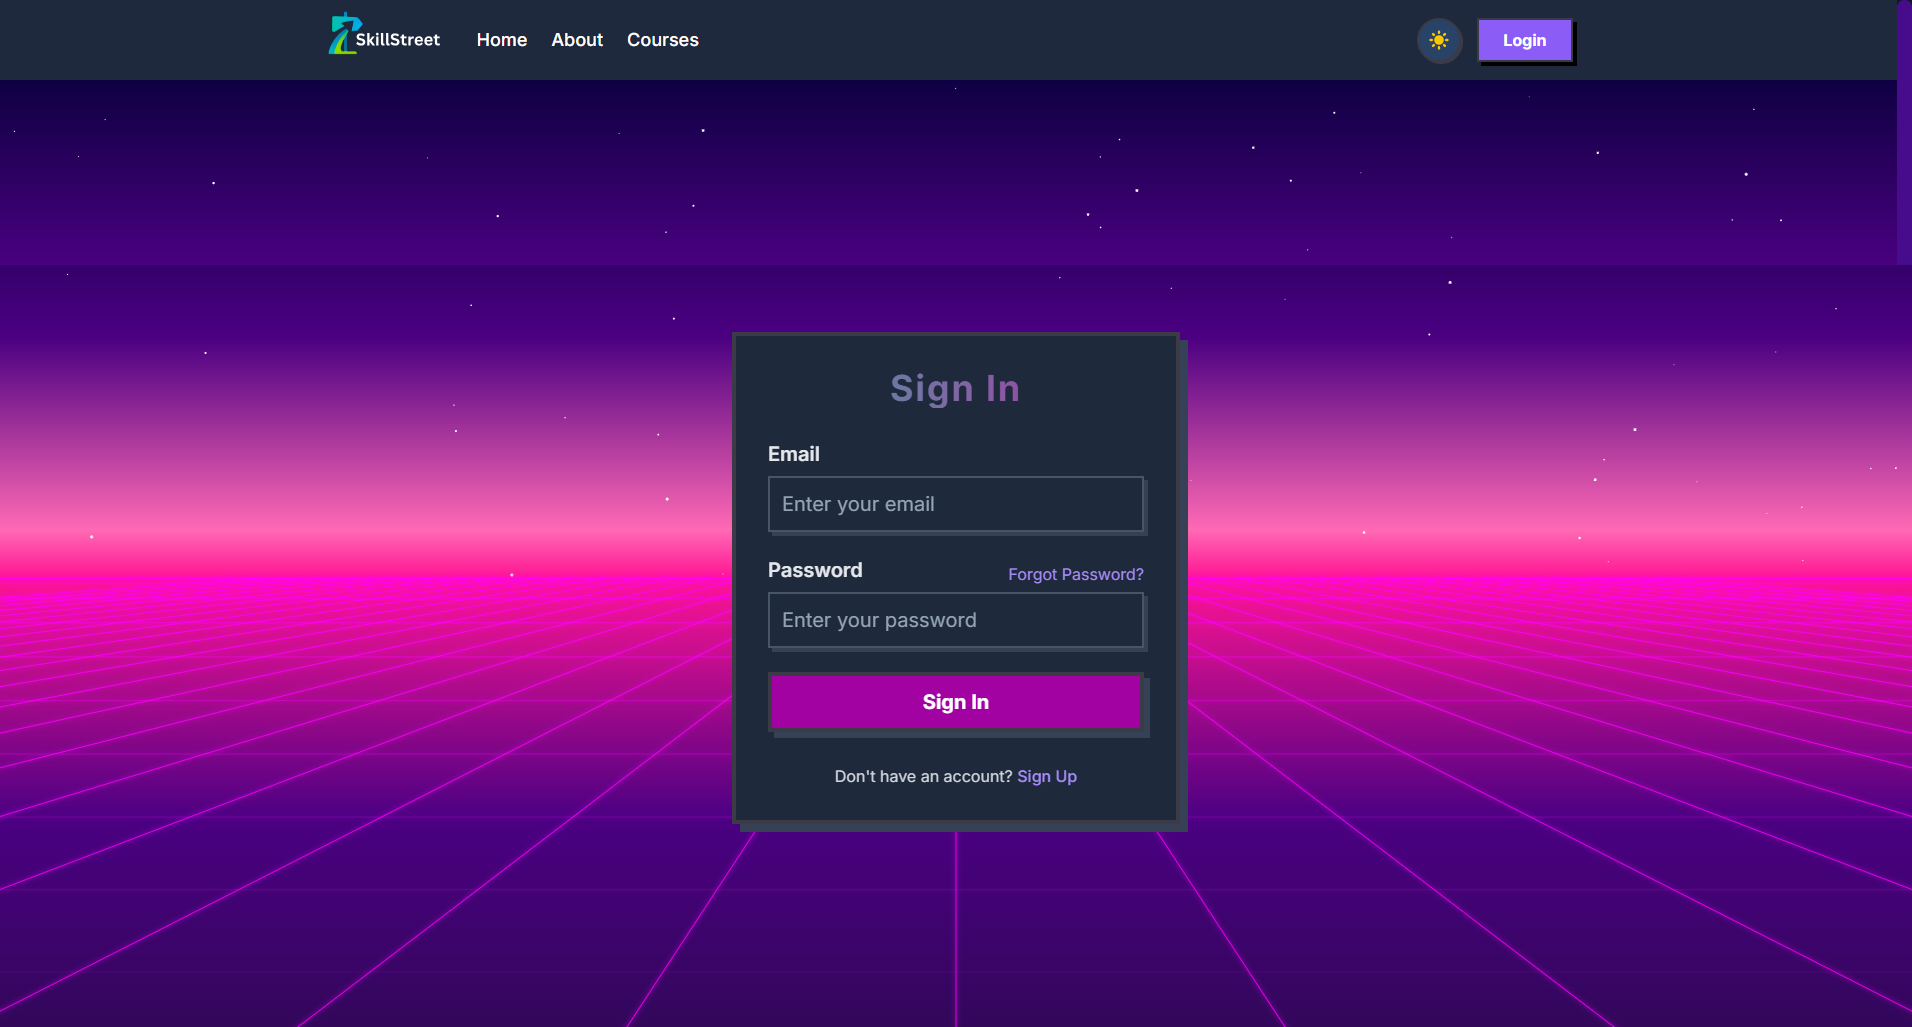 SkillStreet Home About Courses Login
Sign In
Email
Enter your email
Password Forgot Password?
Enter your password
Sign In
Don't have an account? Sign Up